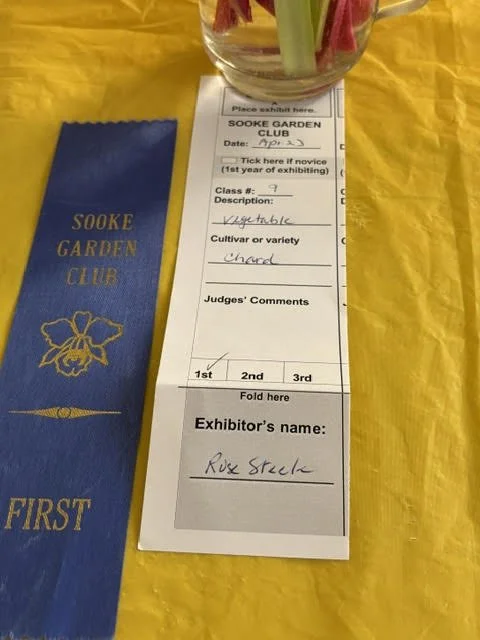 SOOKE
GARDEN
CLUB
FIRST
Place exhibit here.
SOOKE GARDEN
CLUB
Date: Apr 23
Tick here if novice
(1st year of exhibiting)
Class #: 9
Description:
Vegetable
Cultivar or variety
Chard
Judges' Comments
1st 2nd 3rd
Fold here
Exhibitor's name:
Rose Steele